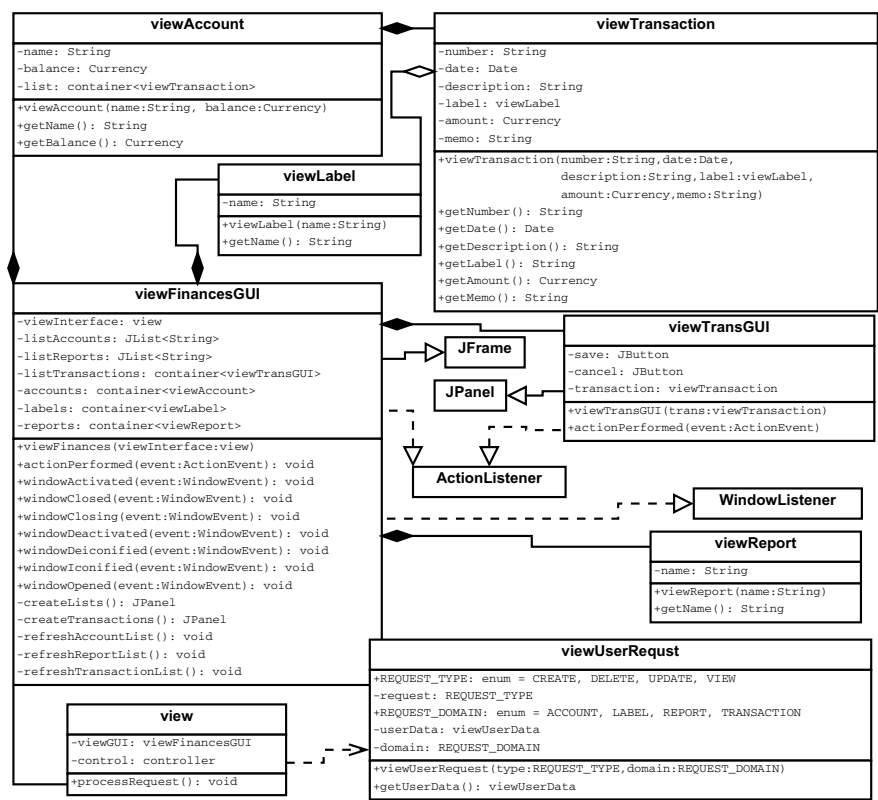 viewAccount
-name: String
-balance: Currency
-list: container<viewTransaction>
+viewAccount(name:String, balance:Currency)
+getName(): String
+getBalance(): Currency
viewTransaction
-number: String
-date: Date
-description: String
-label: viewLabel
-amount: Currency
-memo: String
+viewTransaction(number:String,date:Date,
description:String,label:viewLabel,
amount:Currency,memo:String)
+getNumber(): String
+getDate(): Date
+getDescription(): String
+getLabel(): String
+getAmount(): Currency
+getMemo(): String
viewLabel
-name: String
+viewLabel(name:String)
+getName(): String
viewFinancesGUI
-viewInterface: view
-listAccounts: JList<String>
-listReports: JList<String>
-listTransactions: container<viewTransGUI>
-accounts: container<viewAccount>
-labels: container<viewLabel>
-reports: container<viewReport>
+viewFinances(viewInterface:view)
+actionPerformed(event:ActionEvent): void
+windowActivated(event:WindowEvent): void
+windowClosed(event:WindowEvent): void
+windowClosing(event:WindowEvent): void
+windowDeactivated(event:WindowEvent): void
+windowDeiconified(event:WindowEvent): void
+windowIconified(event:WindowEvent): void
+windowOpened(event:WindowEvent): void
-createLists(): JPanel
-createTransactions(): JPanel
-refreshAccountList(): void
-refreshReportList(): void
-refreshTransactionList(): void
viewTransGUI
-save: JButton
-cancel: JButton
-transaction: viewTransaction
+viewTransGUI(trans:viewTransaction)
+actionPerformed(event:ActionEvent)
JFrame
JPanel
ActionListener
WindowListener
viewReport
-name: String
+viewReport(name:String)
+getName(): String
viewUserRequst
+REQUEST_TYPE: enum = CREATE, DELETE, UPDATE, VIEW
-request: REQUEST_TYPE
+REQUEST_DOMAIN: enum = ACCOUNT, LABEL, REPORT, TRANSACTION
-userData: viewUserData
-domain: REQUEST_DOMAIN
+viewUserRequest(type:REQUEST_TYPE,domain:REQUEST_DOMAIN)
+getUserData(): viewUserData
view
-viewGUI: viewFinancesGUI
-control: controller
+processRequest(): void